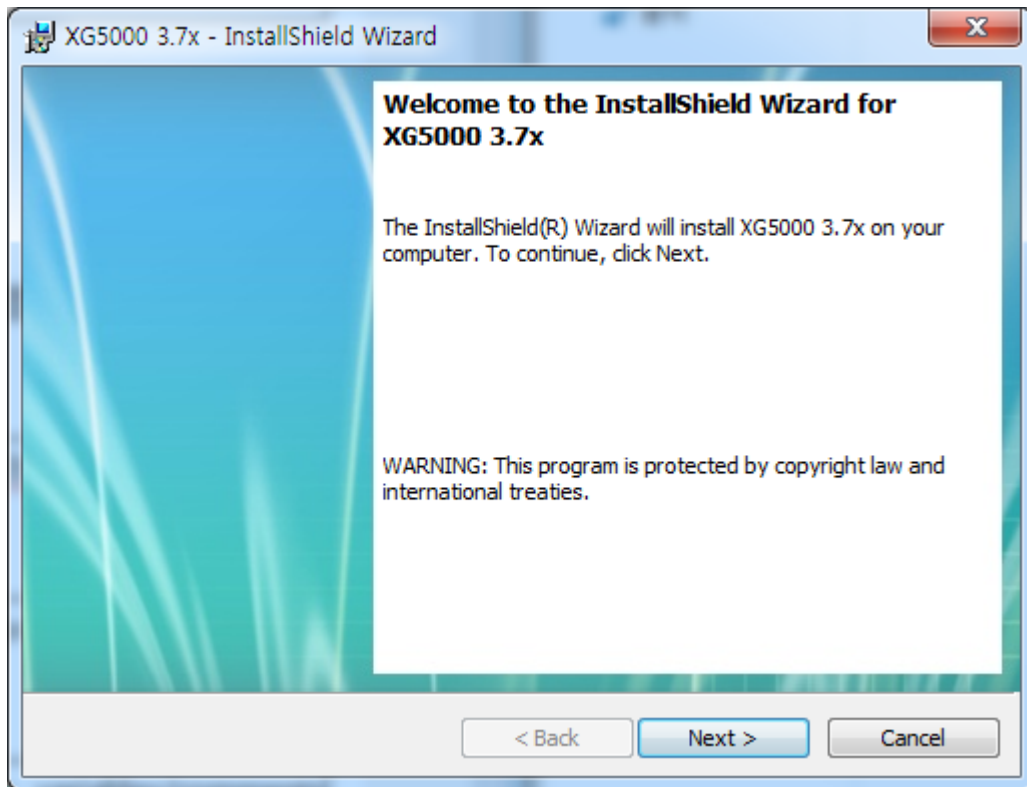 XG5000 3.7x - InstallShield Wizard
Welcome to the InstallShield Wizard for
XG5000 3.7x
The InstallShield(R) Wizard will install XG5000 3.7x on your
computer. To continue, click Next.
WARNING: This program is protected by copyright law and
international treaties.
< Back
Next >
Cancel